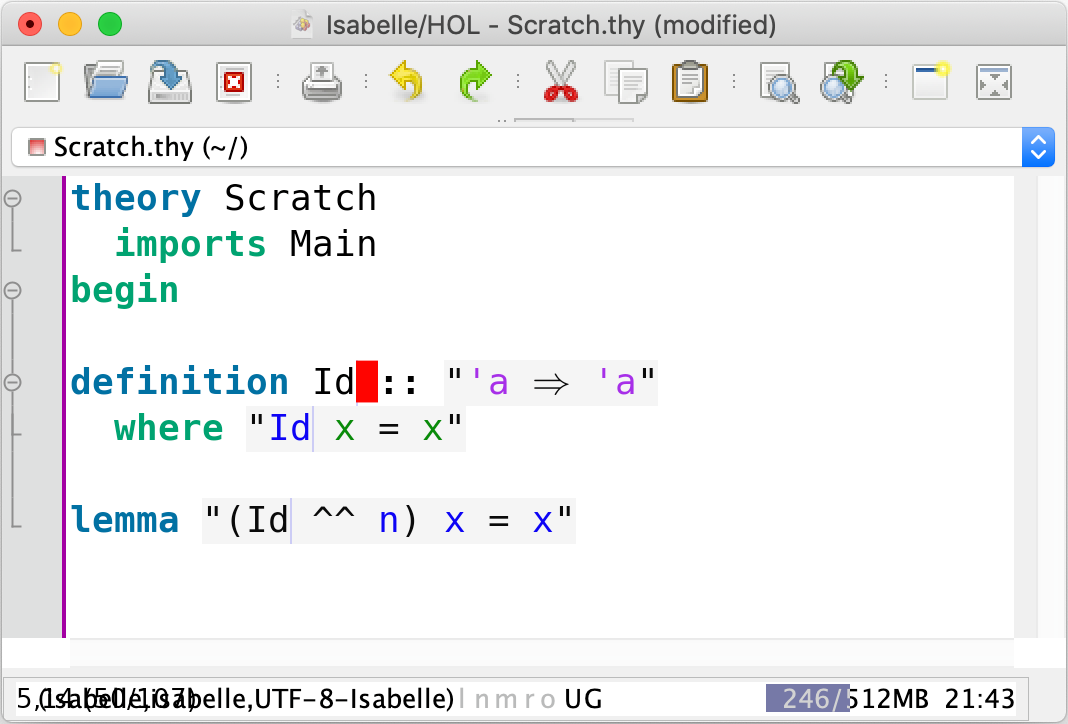 Isabelle/HOL - Scratch.thy (modified)
Scratch.thy (~/)
theory Scratch
imports Main
begin
definition Id :: "'a ⇒ 'a"
where "Id x = x"
lemma "(Id ^^ n) x = x"
5,14 (50/107) (isabelle,isabelle,UTF-8-Isabelle) l n m r o UG 246/512MB 21:43